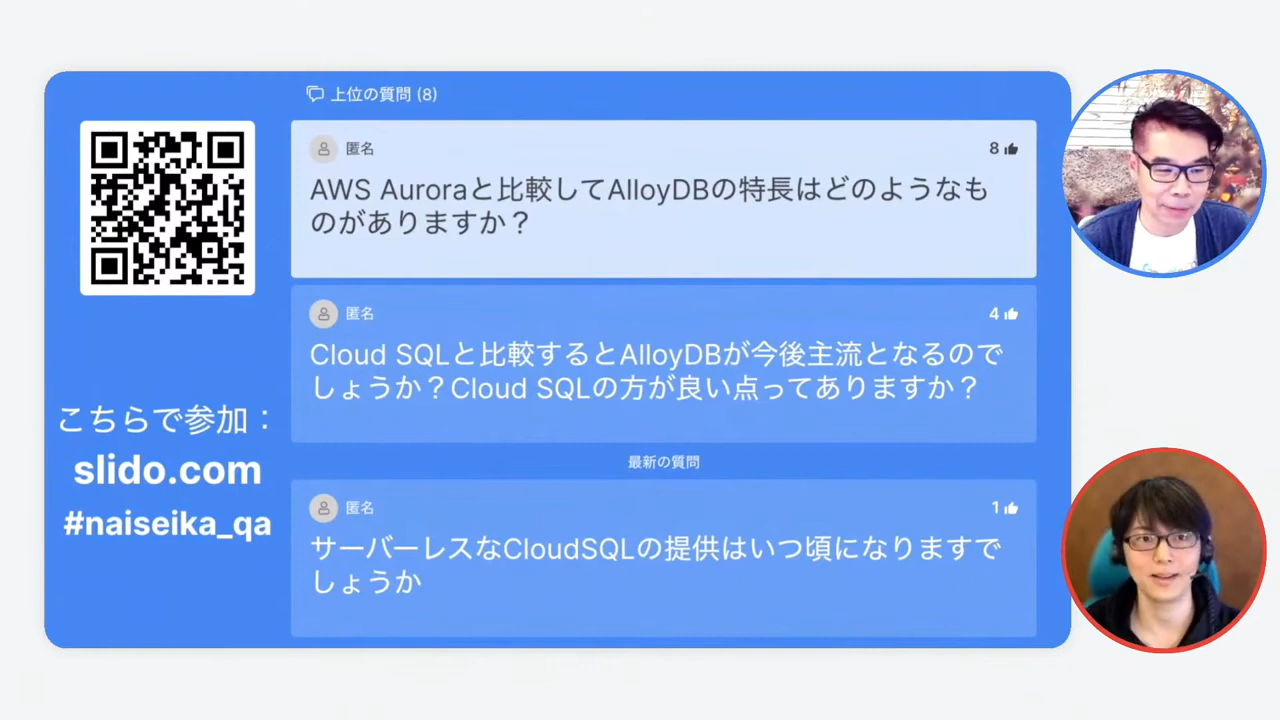 上位の質問 (8)
匿名
8
AWS Auroraと比較してAlloyDBの特長はどのようなも
のがありますか？
匿名
4
Cloud SQLと比較するとAlloyDBが今後主流となるので
しょうか？Cloud SQLの方が良い点ってありますか？
最新の質問
匿名
1
サーバーレスなCloudSQLの提供はいつ頃になりますで
しょうか
こちらで参加：
slido.com
#naiseika_qa